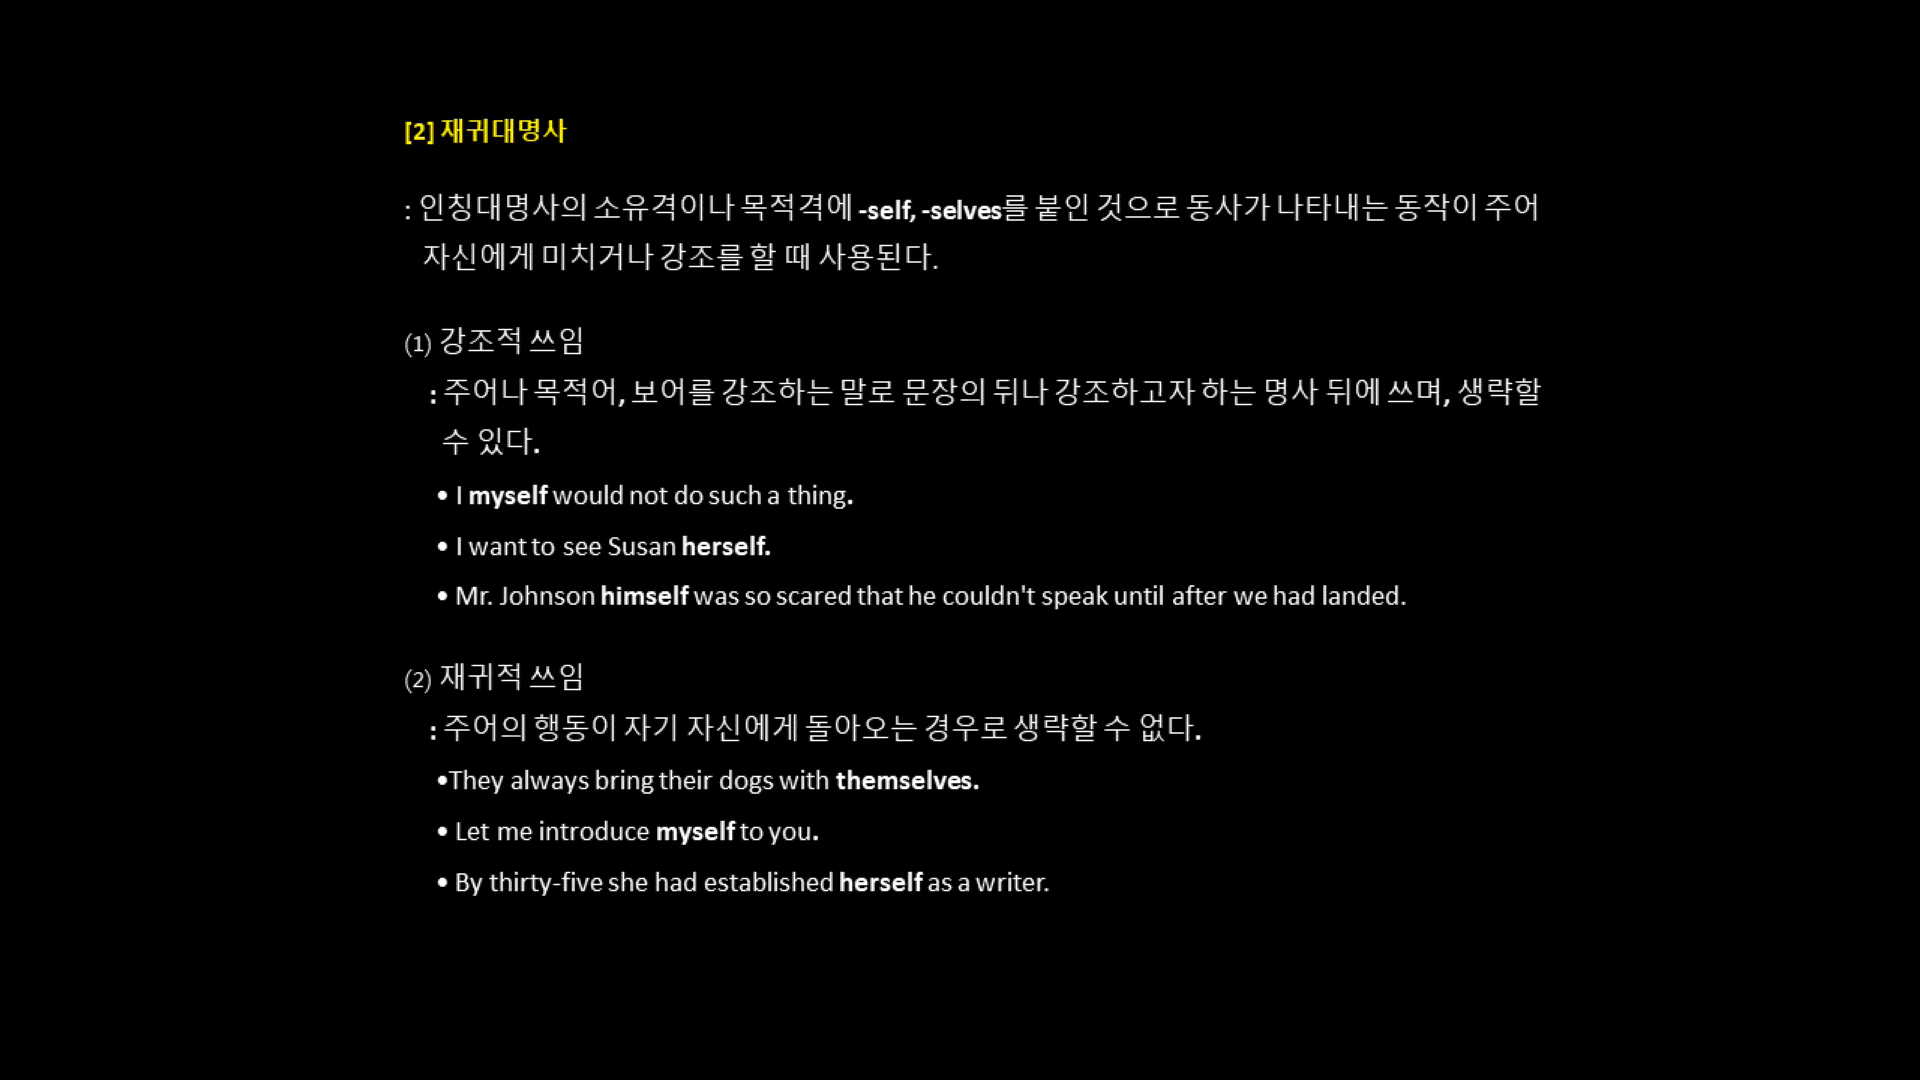 [2] 재귀대명사
: 인칭대명사의 소유격이나 목적격에 -self, -selves를 붙인 것으로 동사가 나타내는 동작이 주어
자신에게 미치거나 강조를 할 때 사용된다.
(1) 강조적 쓰임
: 주어나 목적어, 보어를 강조하는 말로 문장의 뒤나 강조하고자 하는 명사 뒤에 쓰며, 생략할
수 있다.
• I myself would not do such a thing.
• I want to see Susan herself.
• Mr. Johnson himself was so scared that he couldn't speak until after we had landed.
(2) 재귀적 쓰임
: 주어의 행동이 자기 자신에게 돌아오는 경우로 생략할 수 없다.
•They always bring their dogs with themselves.
• Let me introduce myself to you.
• By thirty-five she had established herself as a writer.